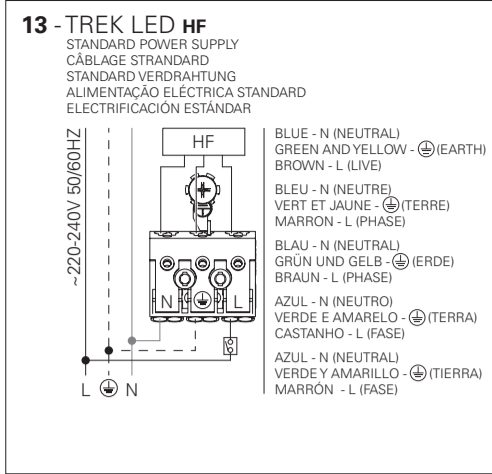 13 - TREK LED HF
STANDARD POWER SUPPLY
CÂBLAGE STRANDARD
STANDARD VERDRAHTUNG
ALIMENTAÇÃO ELÉCTRICA STANDARD
ELECTRIFICACIÓN ESTÁNDAR
~220-240V 50/60HZ
HF
N L
L N
BLUE - N (NEUTRAL)
GREEN AND YELLOW - (EARTH)
BROWN - L (LIVE)
BLEU - N (NEUTRE)
VERT ET JAUNE - (TERRE)
MARRON - L (PHASE)
BLAU - N (NEUTRAL)
GRÜN UND GELB - (ERDE)
BRAUN - L (PHASE)
AZUL - N (NEUTRO)
VERDE E AMARELO - (TERRA)
CASTANHO - L (FASE)
AZUL - N (NEUTRAL)
VERDE Y AMARILLO - (TIERRA)
MARRÓN - L (FASE)